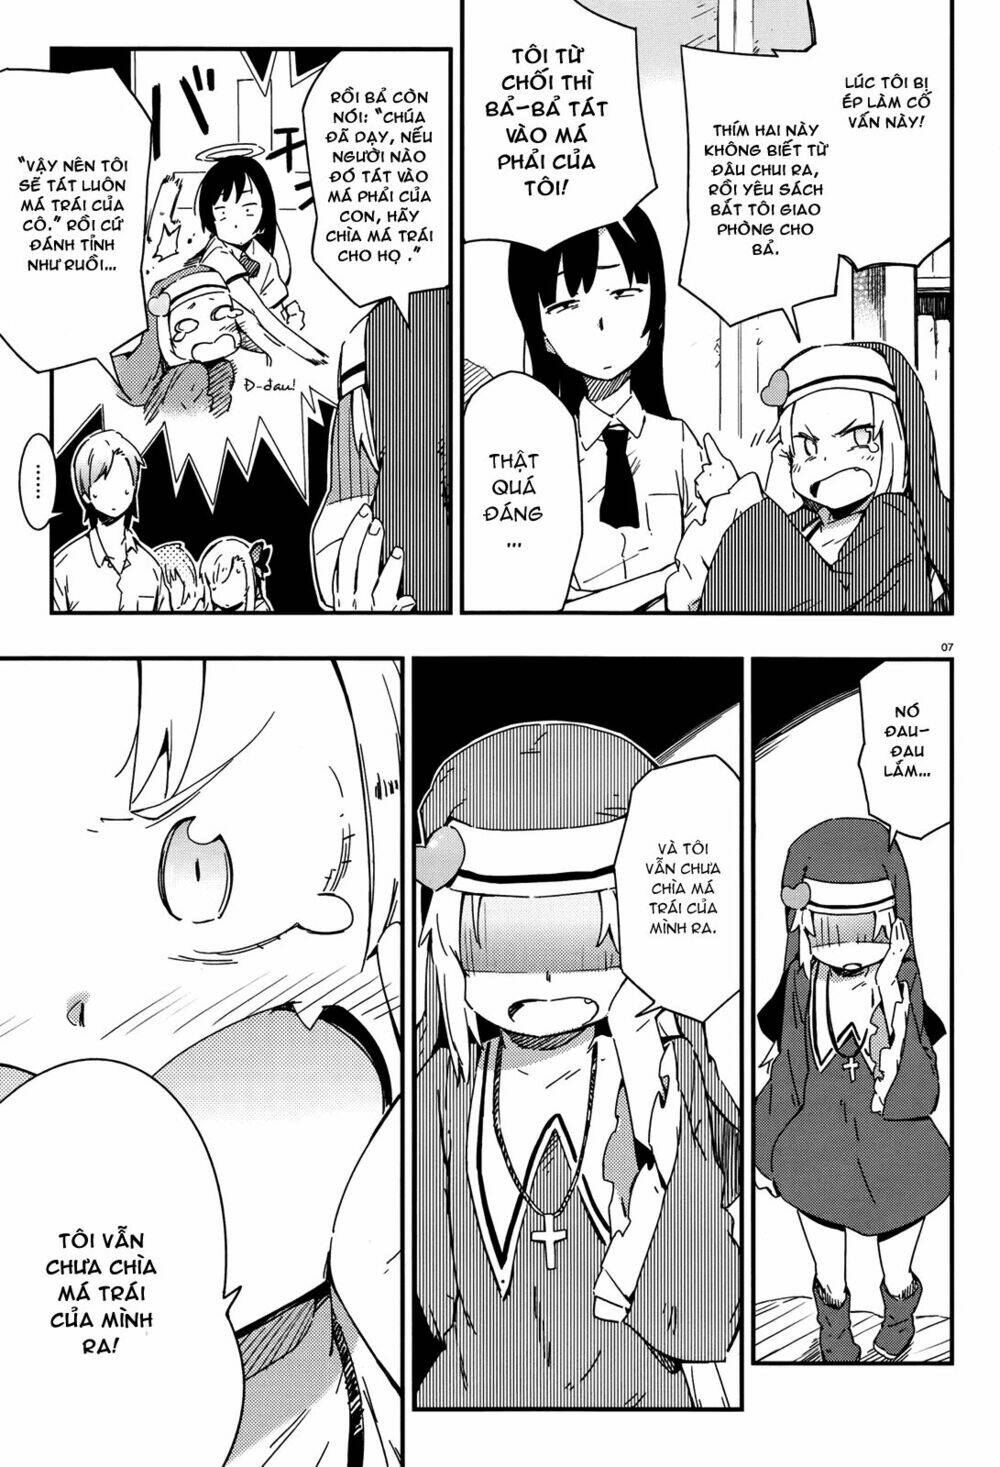 LÚC TÔI BỊ
ÉP LÀM CỐ
VẤN NÀY!
THÍM HAI NÀY
KHÔNG BIẾT TỪ
ĐÂU CHUI RA,
RỒI YÊU SÁCH
BẮT TÔI GIAO
PHÒNG CHO
BẢ.
TÔI TỪ
CHỐI THÌ
BẢ-BẢ TÁT
VÀO MÁ
PHẢI CỦA
TÔI!
THẬT
QUÁ
ĐÁNG
...
RỒI BẢ CÒN
NÓI: "CHÚA
ĐÃ DẠY, NẾU
NGƯỜI NÀO
ĐÓ TÁT VÀO
MÁ PHẢI CỦA
CON, HÃY
CHÌA MÁ TRÁI
CHO HỌ ."
"VẬY NÊN TÔI
SẼ TÁT LUÔN
MÁ TRÁI CỦA
CÔ." RỒI CỨ
ĐÁNH TỈNH
NHƯ RUỒI...
Đ-đau!
........
07
NÓ
ĐAU-
ĐAU
LẮM...
VÀ TÔI
VẪN CHƯA
CHÌA MÁ
TRÁI CỦA
MÌNH RA.
TÔI VẪN
CHƯA CHÌA
MÁ TRÁI
CỦA MÌNH
RA!